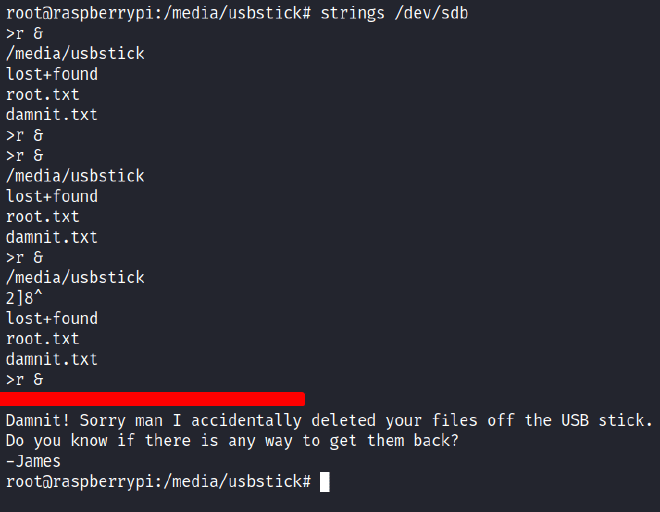 root@raspberrypi:/media/usbstick# strings /dev/sdb
>r &
/media/usbstick
lost+found
root.txt
damnit.txt
>r &
>r &
/media/usbstick
lost+found
root.txt
damnit.txt
>r &
/media/usbstick
2]8^
lost+found
root.txt
damnit.txt
>r &
Damnit! Sorry man I accidentally deleted your files off the USB stick.
Do you know if there is any way to get them back?
-James
root@raspberrypi:/media/usbstick#